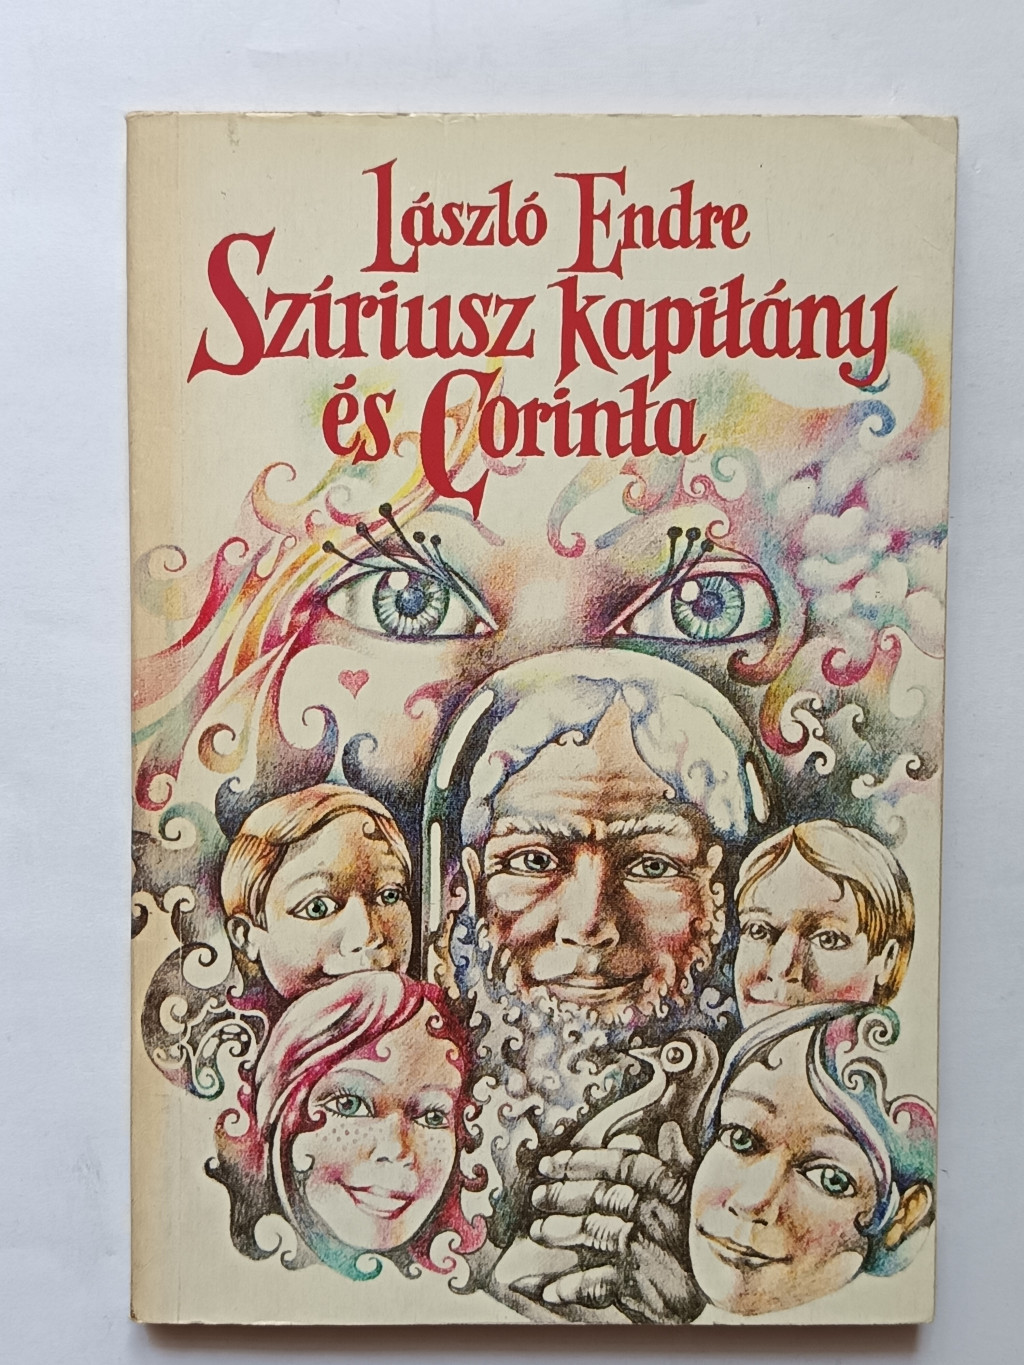 László Endre
Szíriusz kapitány
és Corinta